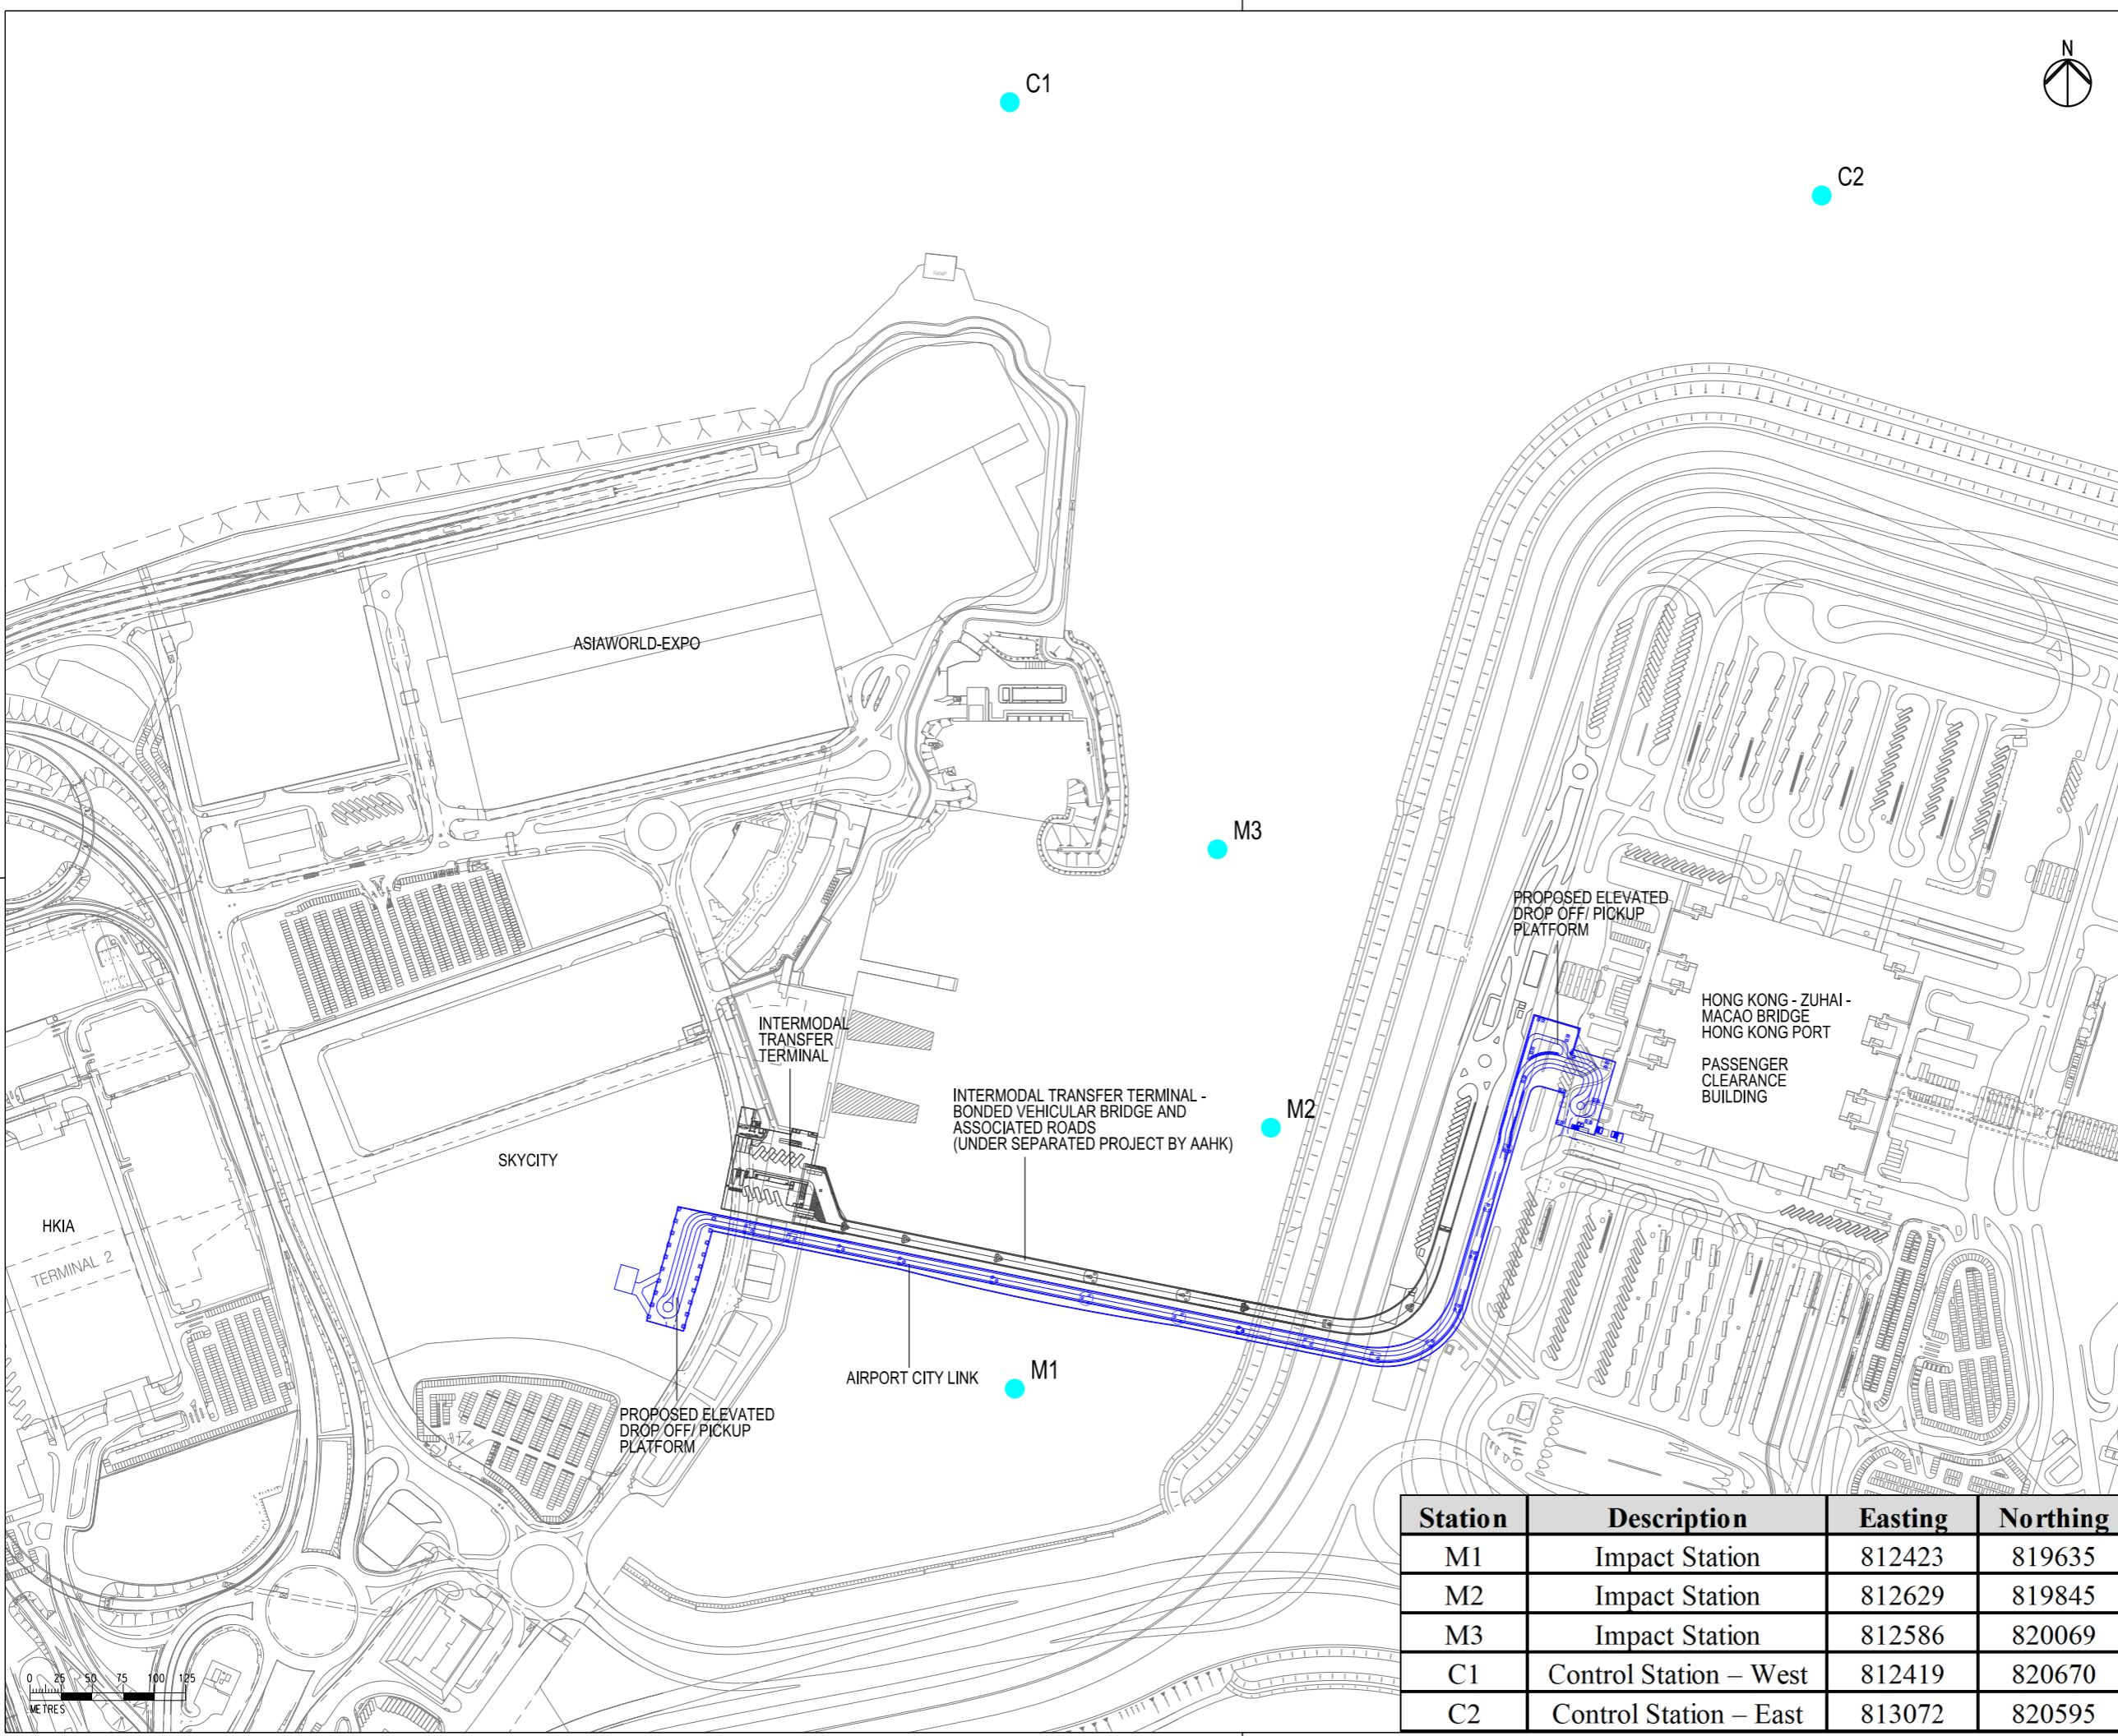 N
C1
C2
ASIAWORLD-EXPO
M3
PROPOSED ELEVATED
DROP OFF/ PICKUP
PLATFORM
HONG KONG - ZUHAI -
MACAO BRIDGE
HONG KONG PORT
PASSENGER
CLEARANCE
BUILDING
INTERMODAL
TRANSFER
TERMINAL
INTERMODAL TRANSFER TERMINAL -
BONDED VEHICULAR BRIDGE AND
ASSOCIATED ROADS
(UNDER SEPARATED PROJECT BY AAHK)
M2
SKYCITY
HKIA
TERMINAL 2
AIRPORT CITY LINK
M1
PROPOSED ELEVATED
DROP OFF/ PICKUP
PLATFORM
Station Description Easting Northing
M1 Impact Station 812423 819635
M2 Impact Station 812629 819845
M3 Impact Station 812586 820069
C1 Control Station – West 812419 820670
C2 Control Station – East 813072 820595
0 25 50 75 100 125
METRES